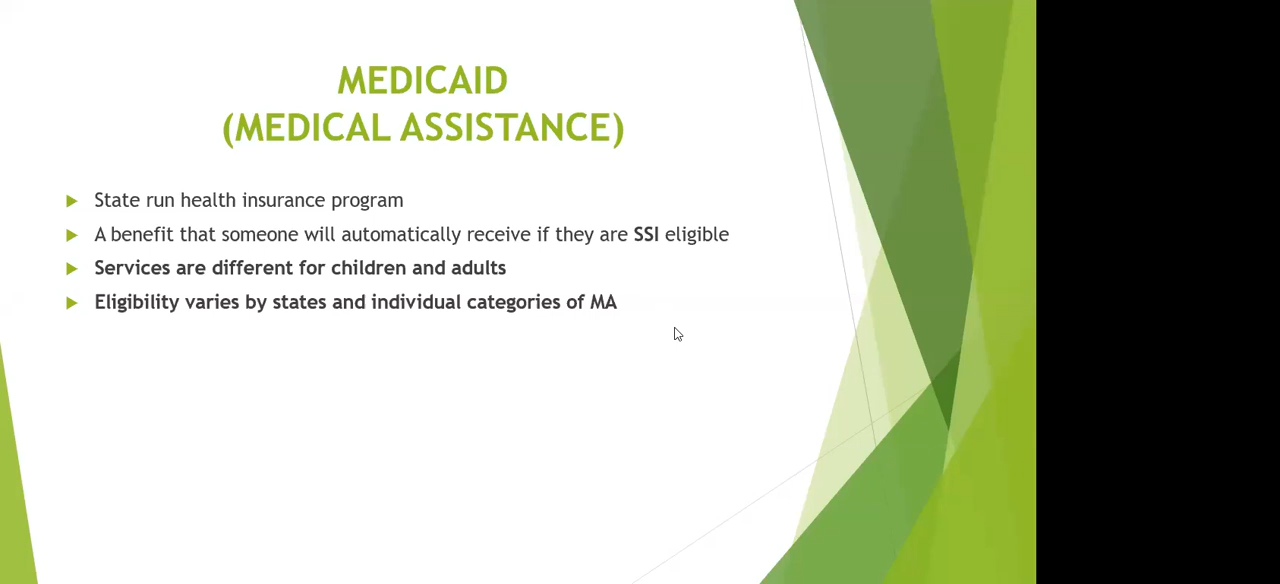 MEDICAID
(MEDICAL ASSISTANCE)
State run health insurance program
A benefit that someone will automatically receive if they are SSI eligible
Services are different for children and adults
Eligibility varies by states and individual categories of MA